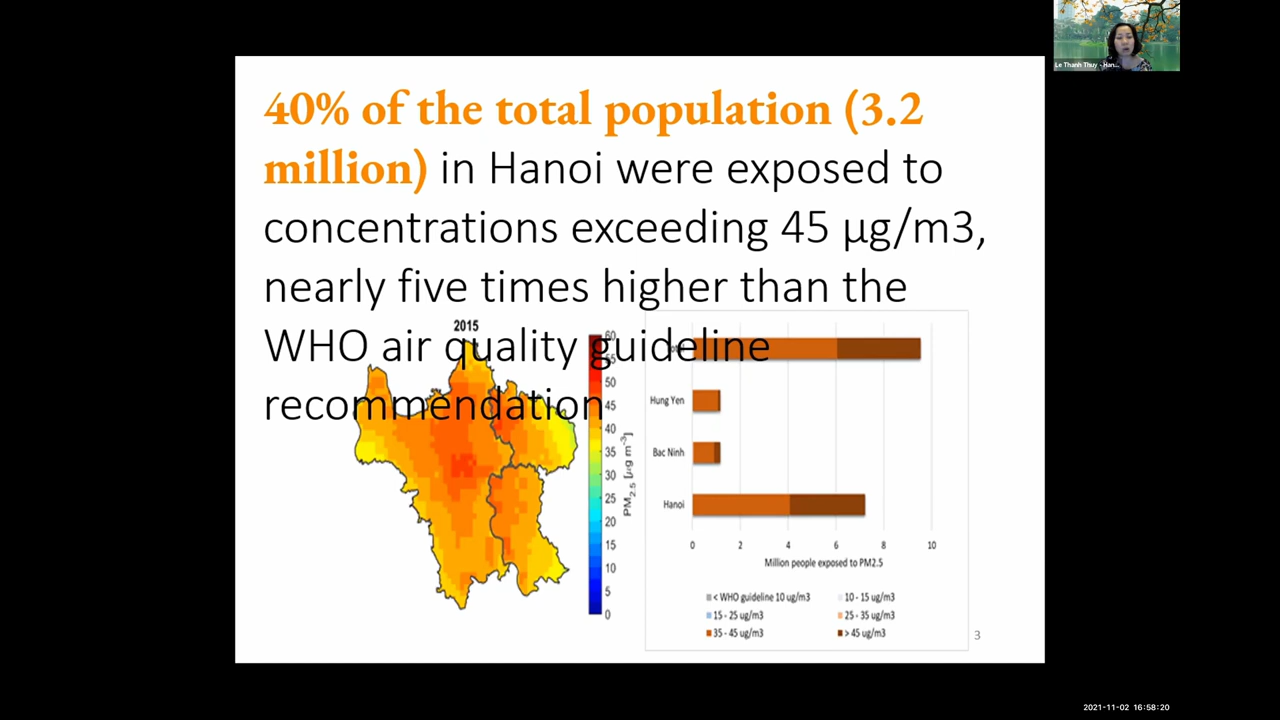 40% of the total population (3.2
million) in Hanoi were exposed to
concentrations exceeding 45 µg/m3,
nearly five times higher than the
WHO air quality guideline
recommendation
2015
60
55
50
45
40
35
30
25
20
15
10
5
0
PM2.5 [µg m-3]
Hung Yen
Bac Ninh
Hanoi
0 2 4 6 8 10
Million people exposed to PM2.5
< WHO guideline 10 ug/m3 10 - 15 ug/m3
15 - 25 ug/m3 25 - 35 ug/m3
35 - 45 ug/m3 > 45 ug/m3
3
Le Thanh Thuy - Han...
2021-11-02 16:58:20